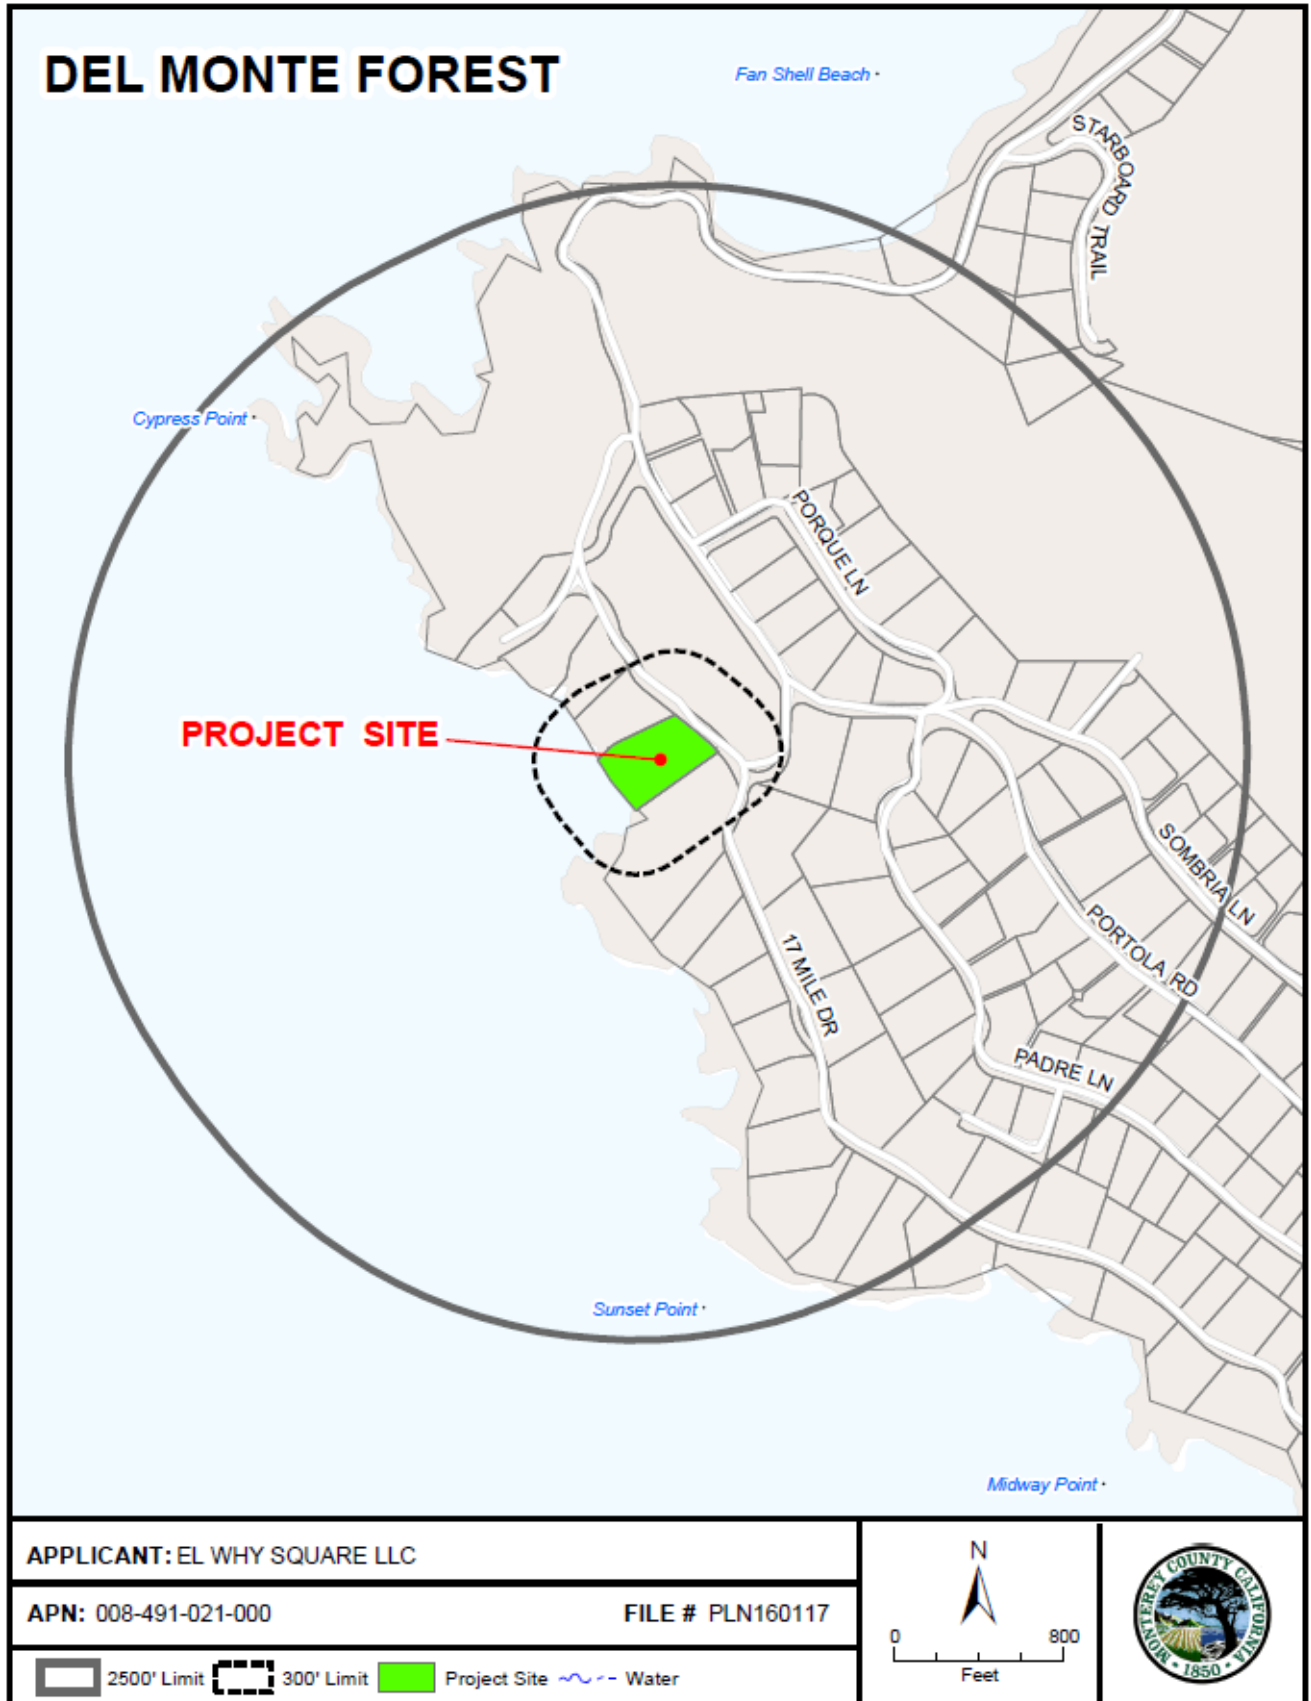 DEL MONTE FOREST
Fan Shell Beach
STARBOARD TRAIL
Cypress Point
PORQUE LN
PROJECT SITE
SOMBRIA LN
PORTOLA RD
17 MILE DR
PADRE LN
Sunset Point
Midway Point
APPLICANT: EL WHY SQUARE LLC
APN: 008-491-021-000 FILE # PLN160117
2500' Limit 300' Limit Project Site Water
N
0 800
Feet
MONTEREY COUNTY CALIFORNIA
1850